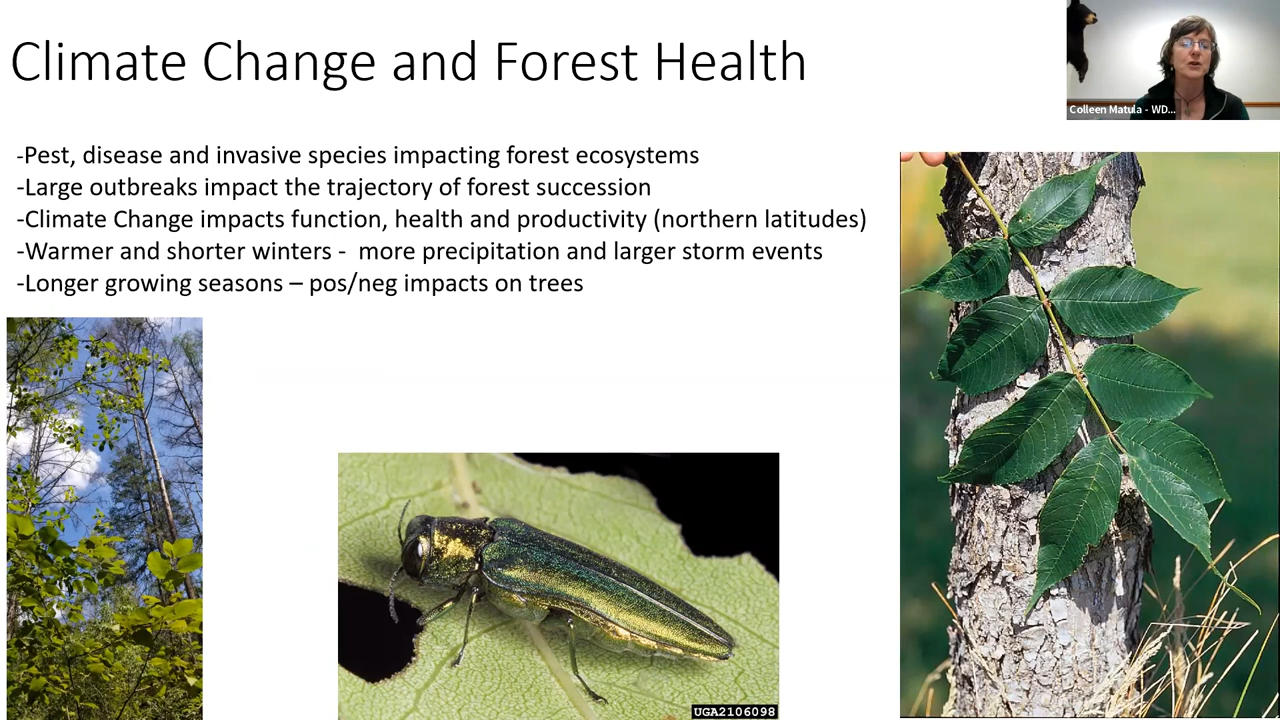 Climate Change and Forest Health
Colleen Matula - WD...
-Pest, disease and invasive species impacting forest ecosystems
-Large outbreaks impact the trajectory of forest succession
-Climate Change impacts function, health and productivity (northern latitudes)
-Warmer and shorter winters -  more precipitation and larger storm events
-Longer growing seasons – pos/neg impacts on trees
UGA2106098